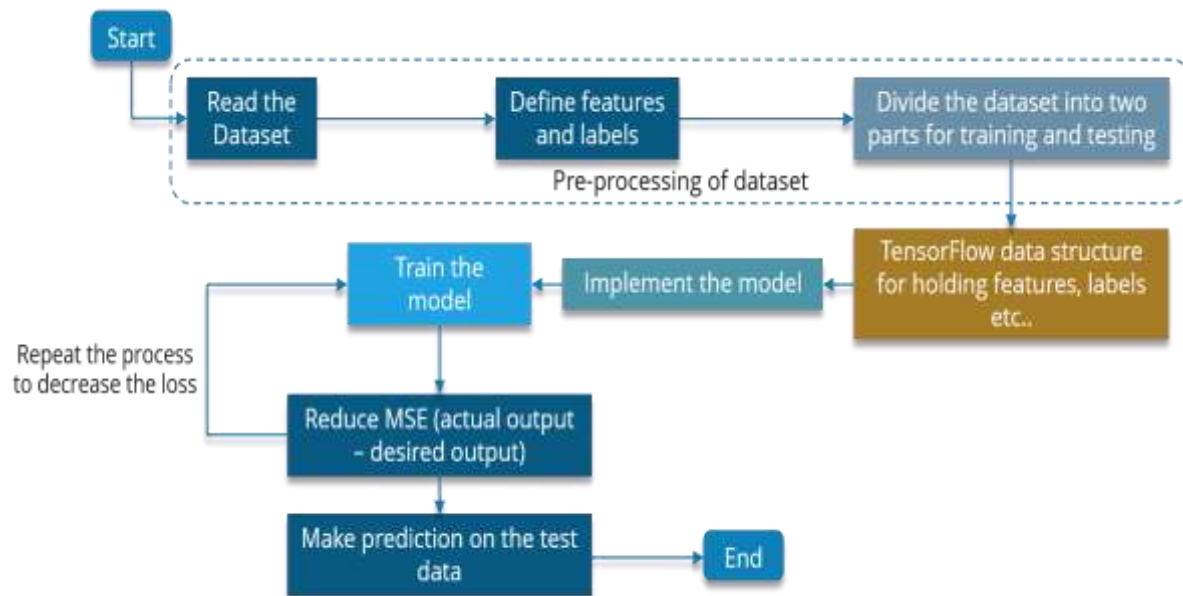 Start
Read the
Dataset
Define features
and labels
Divide the dataset into two
parts for training and testing
Pre-processing of dataset
TensorFlow data structure
for holding features, labels
etc..
Implement the model
Train the
model
Repeat the process
to decrease the loss
Reduce MSE (actual output
– desired output)
Make prediction on the test
data
End